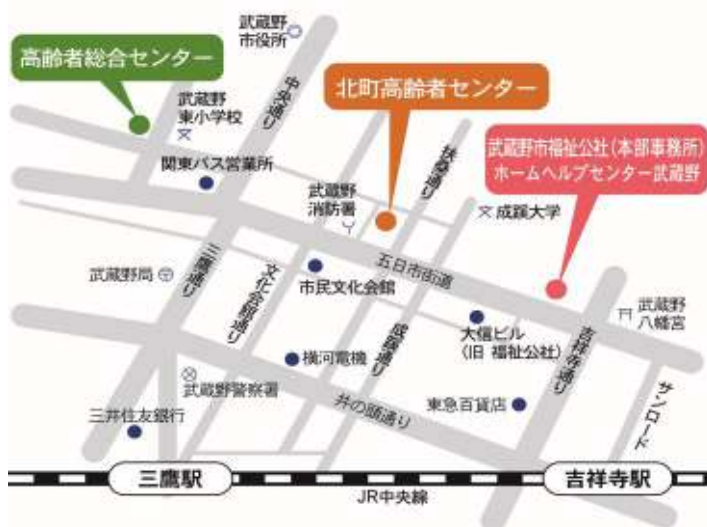 武蔵野
市役所
高齢者総合センター
中央通り
北町高齢者センター
武蔵野
東小学校
武蔵野市福祉公社(本部事務所)
ホームヘルプセンター武蔵野
関東バス営業所
扶桑通り
武蔵野
消防署
成蹊大学
五日市街道
三鷹通り
武蔵野局
文化会館通り
市民文化会館
成蹊通り
大信ビル
(旧 福祉公社)
吉祥寺通り
武蔵野
八幡宮
横河電機
武蔵野警察署
井の頭通り
東急百貨店
サンロード
三井住友銀行
三鷹駅
吉祥寺駅
JR中央線